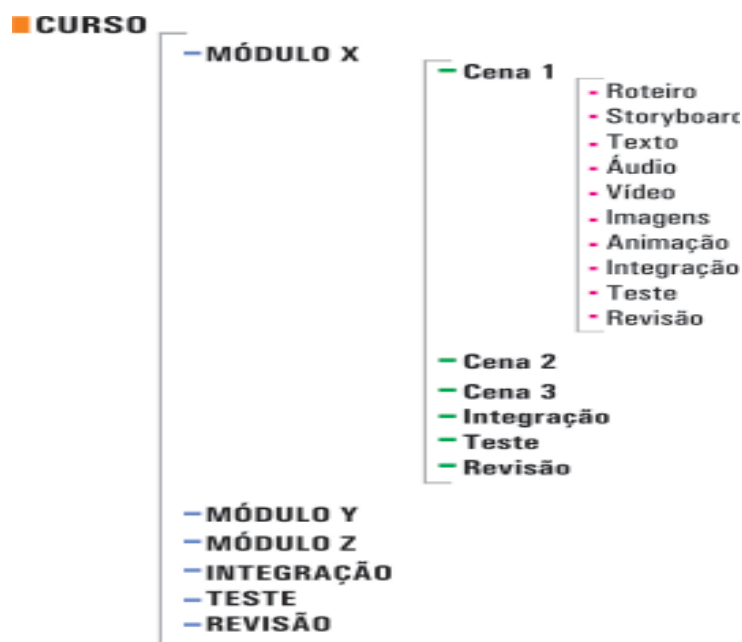 CURSO
MÓDULO X
Cena 1
Roteiro
Storyboard
Texto
Áudio
Vídeo
Imagens
Animação
Integração
Teste
Revisão
Cena 2
Cena 3
Integração
Teste
Revisão
MÓDULO Y
MÓDULO Z
INTEGRAÇÃO
TESTE
REVISÃO